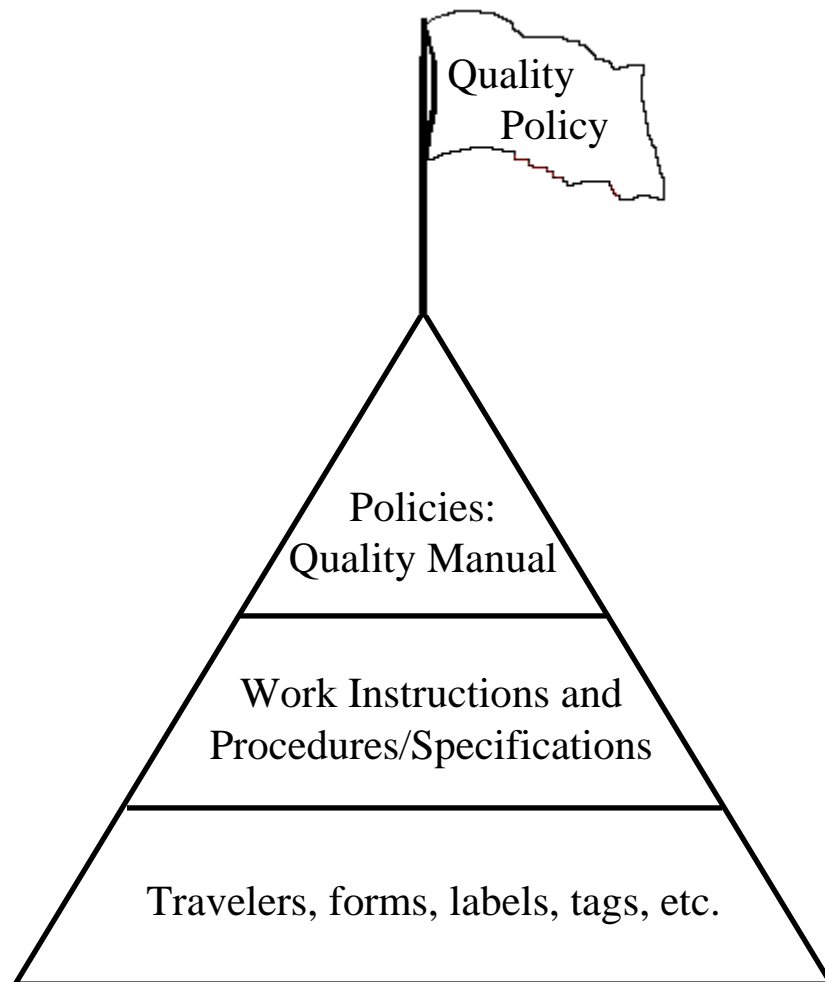 Quality
Policy
Policies:
Quality Manual
Work Instructions and
Procedures/Specifications
Travelers, forms, labels, tags, etc.